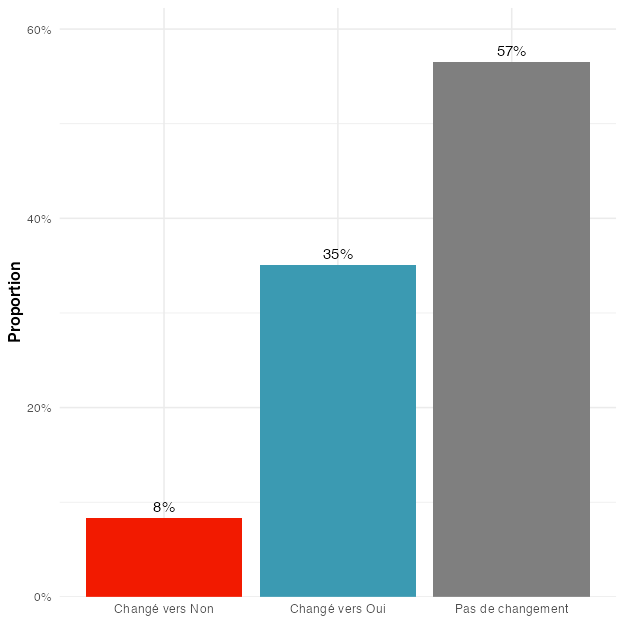 60%
57%
40%
35%
Proportion
20%
8%
0%
Changé vers Non
Changé vers Oui
Pas de changement